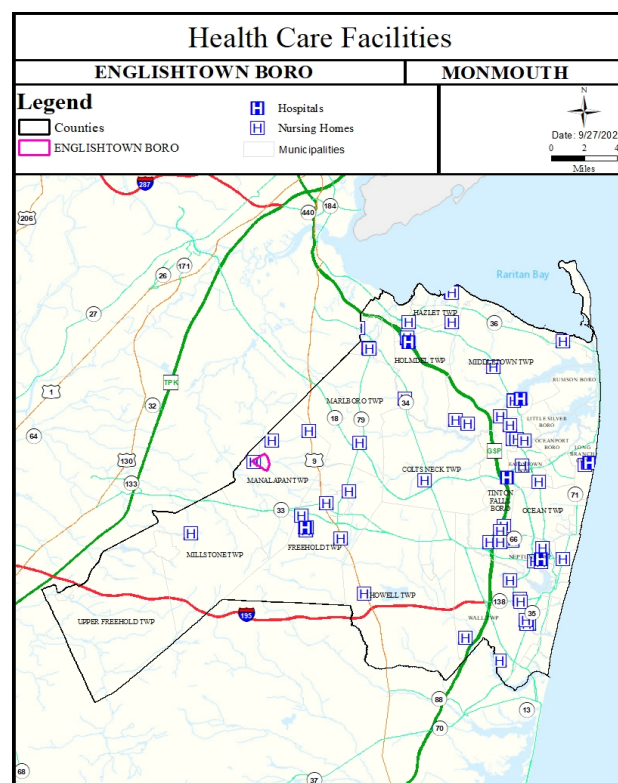 Health Care Facilities
ENGLISHTOWN BORO
MONMOUTH
Legend
Counties
ENGLISHTOWN BORO
Hospitals
Nursing Homes
Municipalities
N
Date: 9/27/202
0 2 4
Miles
287
206
440
184
171
26
27
Raritan Bay
HAZLET TWP
36
HOLMDEL TWP
MIDDLETOWN TWP
TPK
1
32
RUMSON BORO
MARLBORO TWP
34
18
79
LITTLE SILVER
BORO
64
130
9
GSP
OCEANPORT
BORO
LONG
BRANCH
MANALAPAN TWP
COLTS NECK TWP
133
71
TINTON
FALLS
BORO
33
OCEAN TWP
MILLSTONE TWP
FREEHOLD TWP
66
HOWELL TWP
195
138
35
UPPER FREEHOLD TWP
WALL TWP
88
13
70
68
37